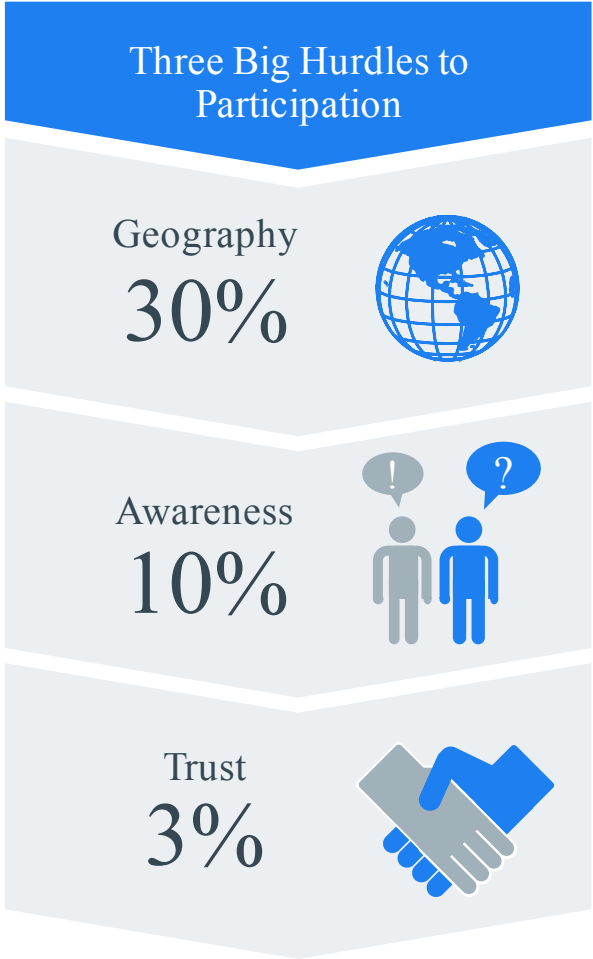 Three Big Hurdles to
Participation
Geography
30%
! ?
Awareness
10%
Trust
3%